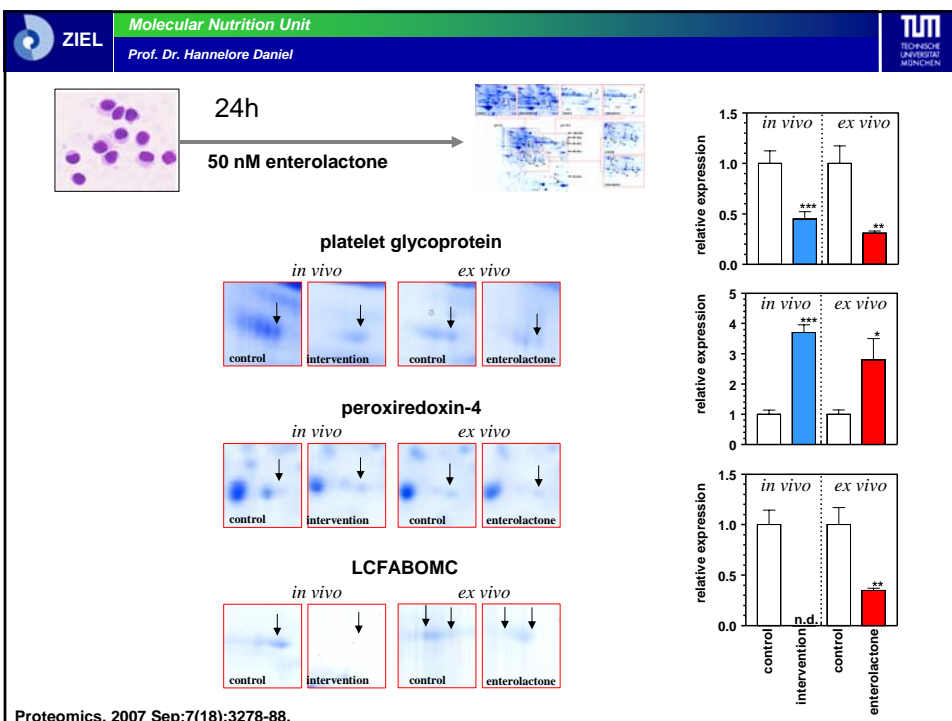 ZIEL
Molecular Nutrition Unit
Prof. Dr. Hannelore Daniel
TUM
TECHNISCHE
UNIVERSITÄT
MÜNCHEN
24h
50 nM enterolactone
platelet glycoprotein
in vivo
ex vivo
control
intervention
control
enterolactone
peroxiredoxin-4
in vivo
ex vivo
control
intervention
control
enterolactone
LCFABOMC
in vivo
ex vivo
control
intervention
control
enterolactone
relative expression
1.5
1.0
0.5
0.0
in vivo
ex vivo
***
**
relative expression
5
4
3
2
1
0
in vivo
ex vivo
***
*
relative expression
1.5
1.0
0.5
0.0
in vivo
ex vivo
n.d.
**
control
intervention
control
enterolactone
Proteomics. 2007 Sep;7(18):3278-88.